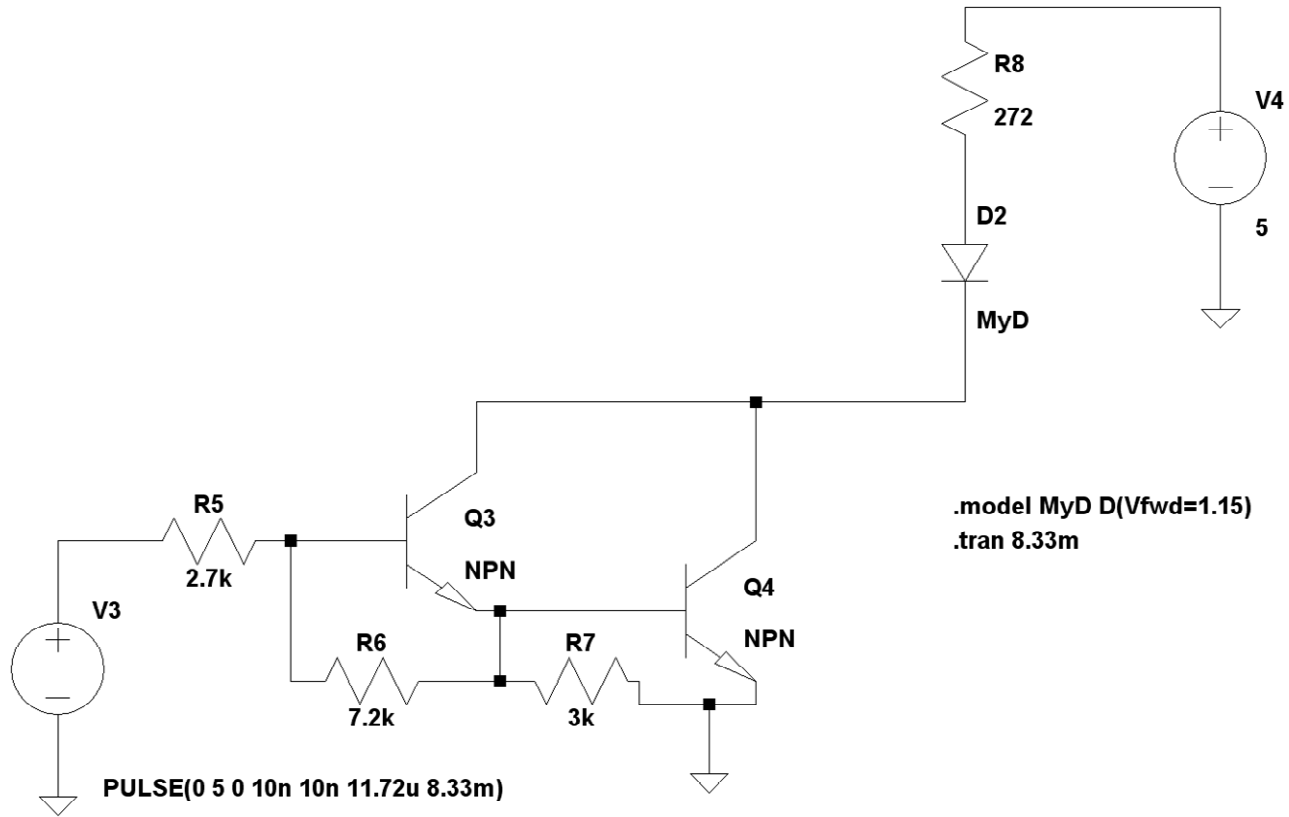 R8
272
V4
5
D2
MyD
R5
2.7k
Q3
NPN
.model MyD D(Vfwd=1.15)
.tran 8.33m
V3
R6
7.2k
R7
3k
Q4
NPN
PULSE(0 5 0 10n 10n 11.72u 8.33m)